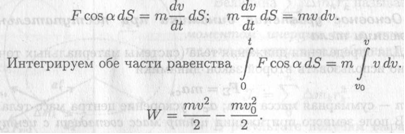 F cos α dS = m dv/dt dS; m dv/dt dS = mv dv.
Интегрируем обе части равенства ∫₀ᵗ F cos α dS = m ∫_{v₀}^{v} v dv.
W = mv²/2 − mv₀²/2.